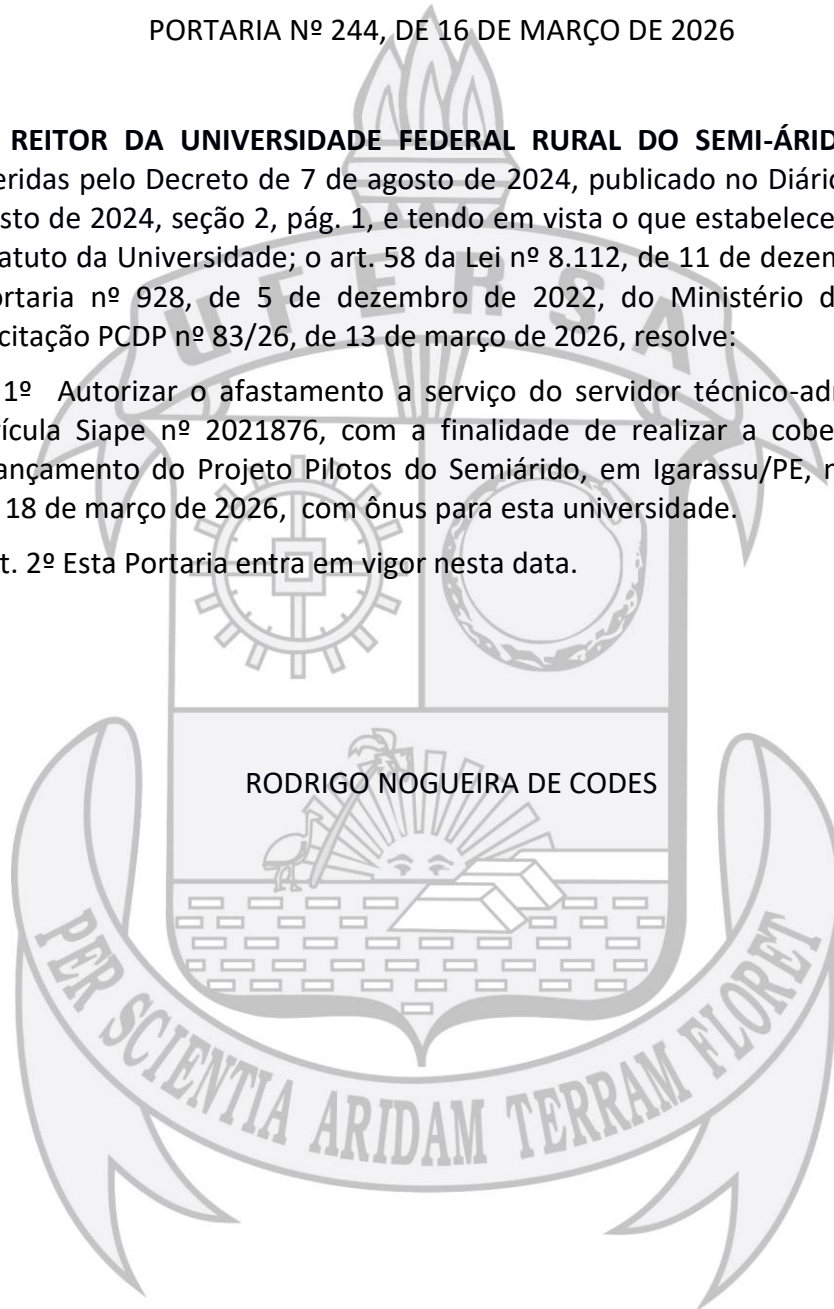 PORTARIA Nº 244, DE 16 DE MARÇO DE 2026
REITOR DA UNIVERSIDADE FEDERAL RURAL DO SEMI-ÁRID
eridas pelo Decreto de 7 de agosto de 2024, publicado no Diári
sto de 2024, seção 2, pág. 1, e tendo em vista o que estabelece
atuto da Universidade; o art. 58 da Lei nº 8.112, de 11 de dezen
ortaria nº 928, de 5 de dezembro de 2022, do Ministério d
citação PCDP nº 83/26, de 13 de março de 2026, resolve:
1º Autorizar o afastamento a serviço do servidor técnico-adr
rícula Siape nº 2021876, com a finalidade de realizar a cobe
ançamento do Projeto Pilotos do Semiárido, em Igarassu/PE, n
18 de março de 2026, com ônus para esta universidade.
t. 2º Esta Portaria entra em vigor nesta data.
RODRIGO NOGUEIRA DE CODES
UFERSA
PER SCIENTIA ARIDAM TERRAM FLORET